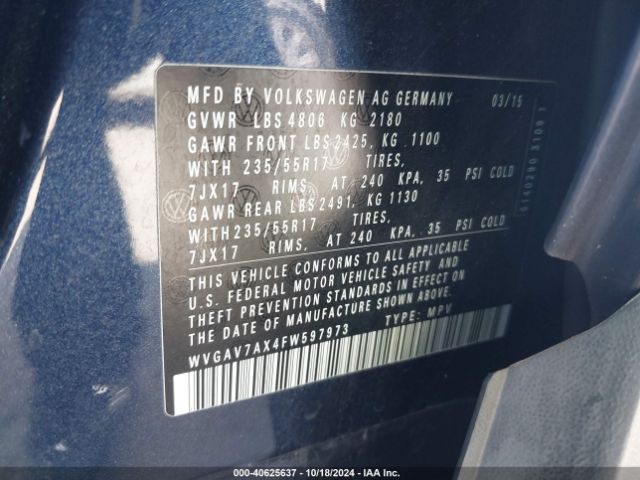 MFD BY VOLKSWAGEN AG GERMANY 03/15
GVWR LBS 4806 KG 2180
GAWR FRONT LBS 2425, KG 1100
WITH 235/55R17 TIRES,
7JX17 RIMS, AT 240 KPA, 35 PSI COLD
GAWR REAR LBS 2491, KG 1130
WITH 235/55R17 TIRES,
7JX17 RIMS, AT 240 KPA, 35 PSI COLD
THIS VEHICLE CONFORMS TO ALL APPLICABLE
U.S. FEDERAL MOTOR VEHICLE SAFETY AND
THEFT PREVENTION STANDARDS IN EFFECT ON
THE DATE OF MANUFACTURE SHOWN ABOVE.
WVGAV7AX4FW597973 TYPE: MPV
000-40625637 - 10/18/2024 - IAA Inc.